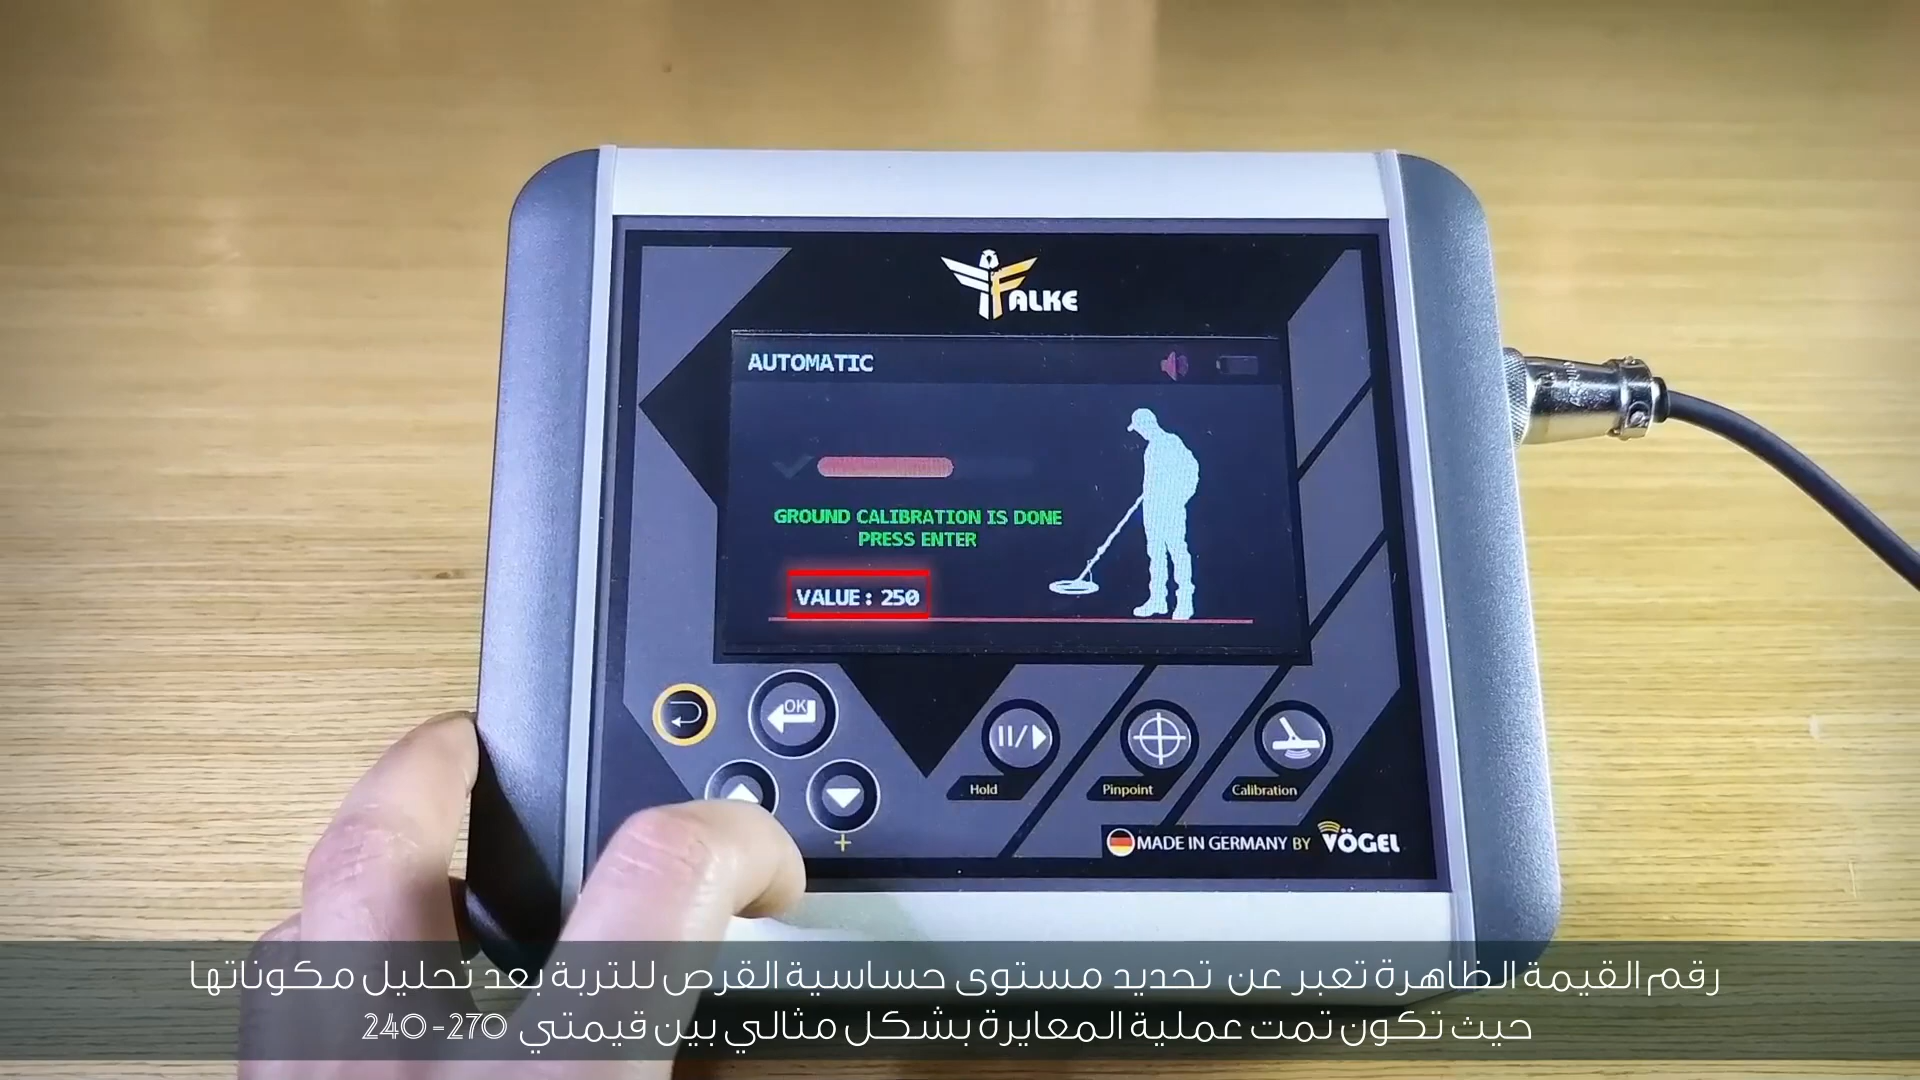 FALKE
AUTOMATIC
GROUND CALIBRATION IS DONE
PRESS ENTER
VALUE : 250
OK
Hold
Pinpoint
Calibration
+
MADE IN GERMANY BY VÖGEL
رقم القيمة الظاهرة تعبر عن تحديد مستوى حساسية القرص للتربة بعد تحليل مكوناتها
حيث تكون تمت عملية المعايرة بشكل مثالي بين قيمتي 270-240